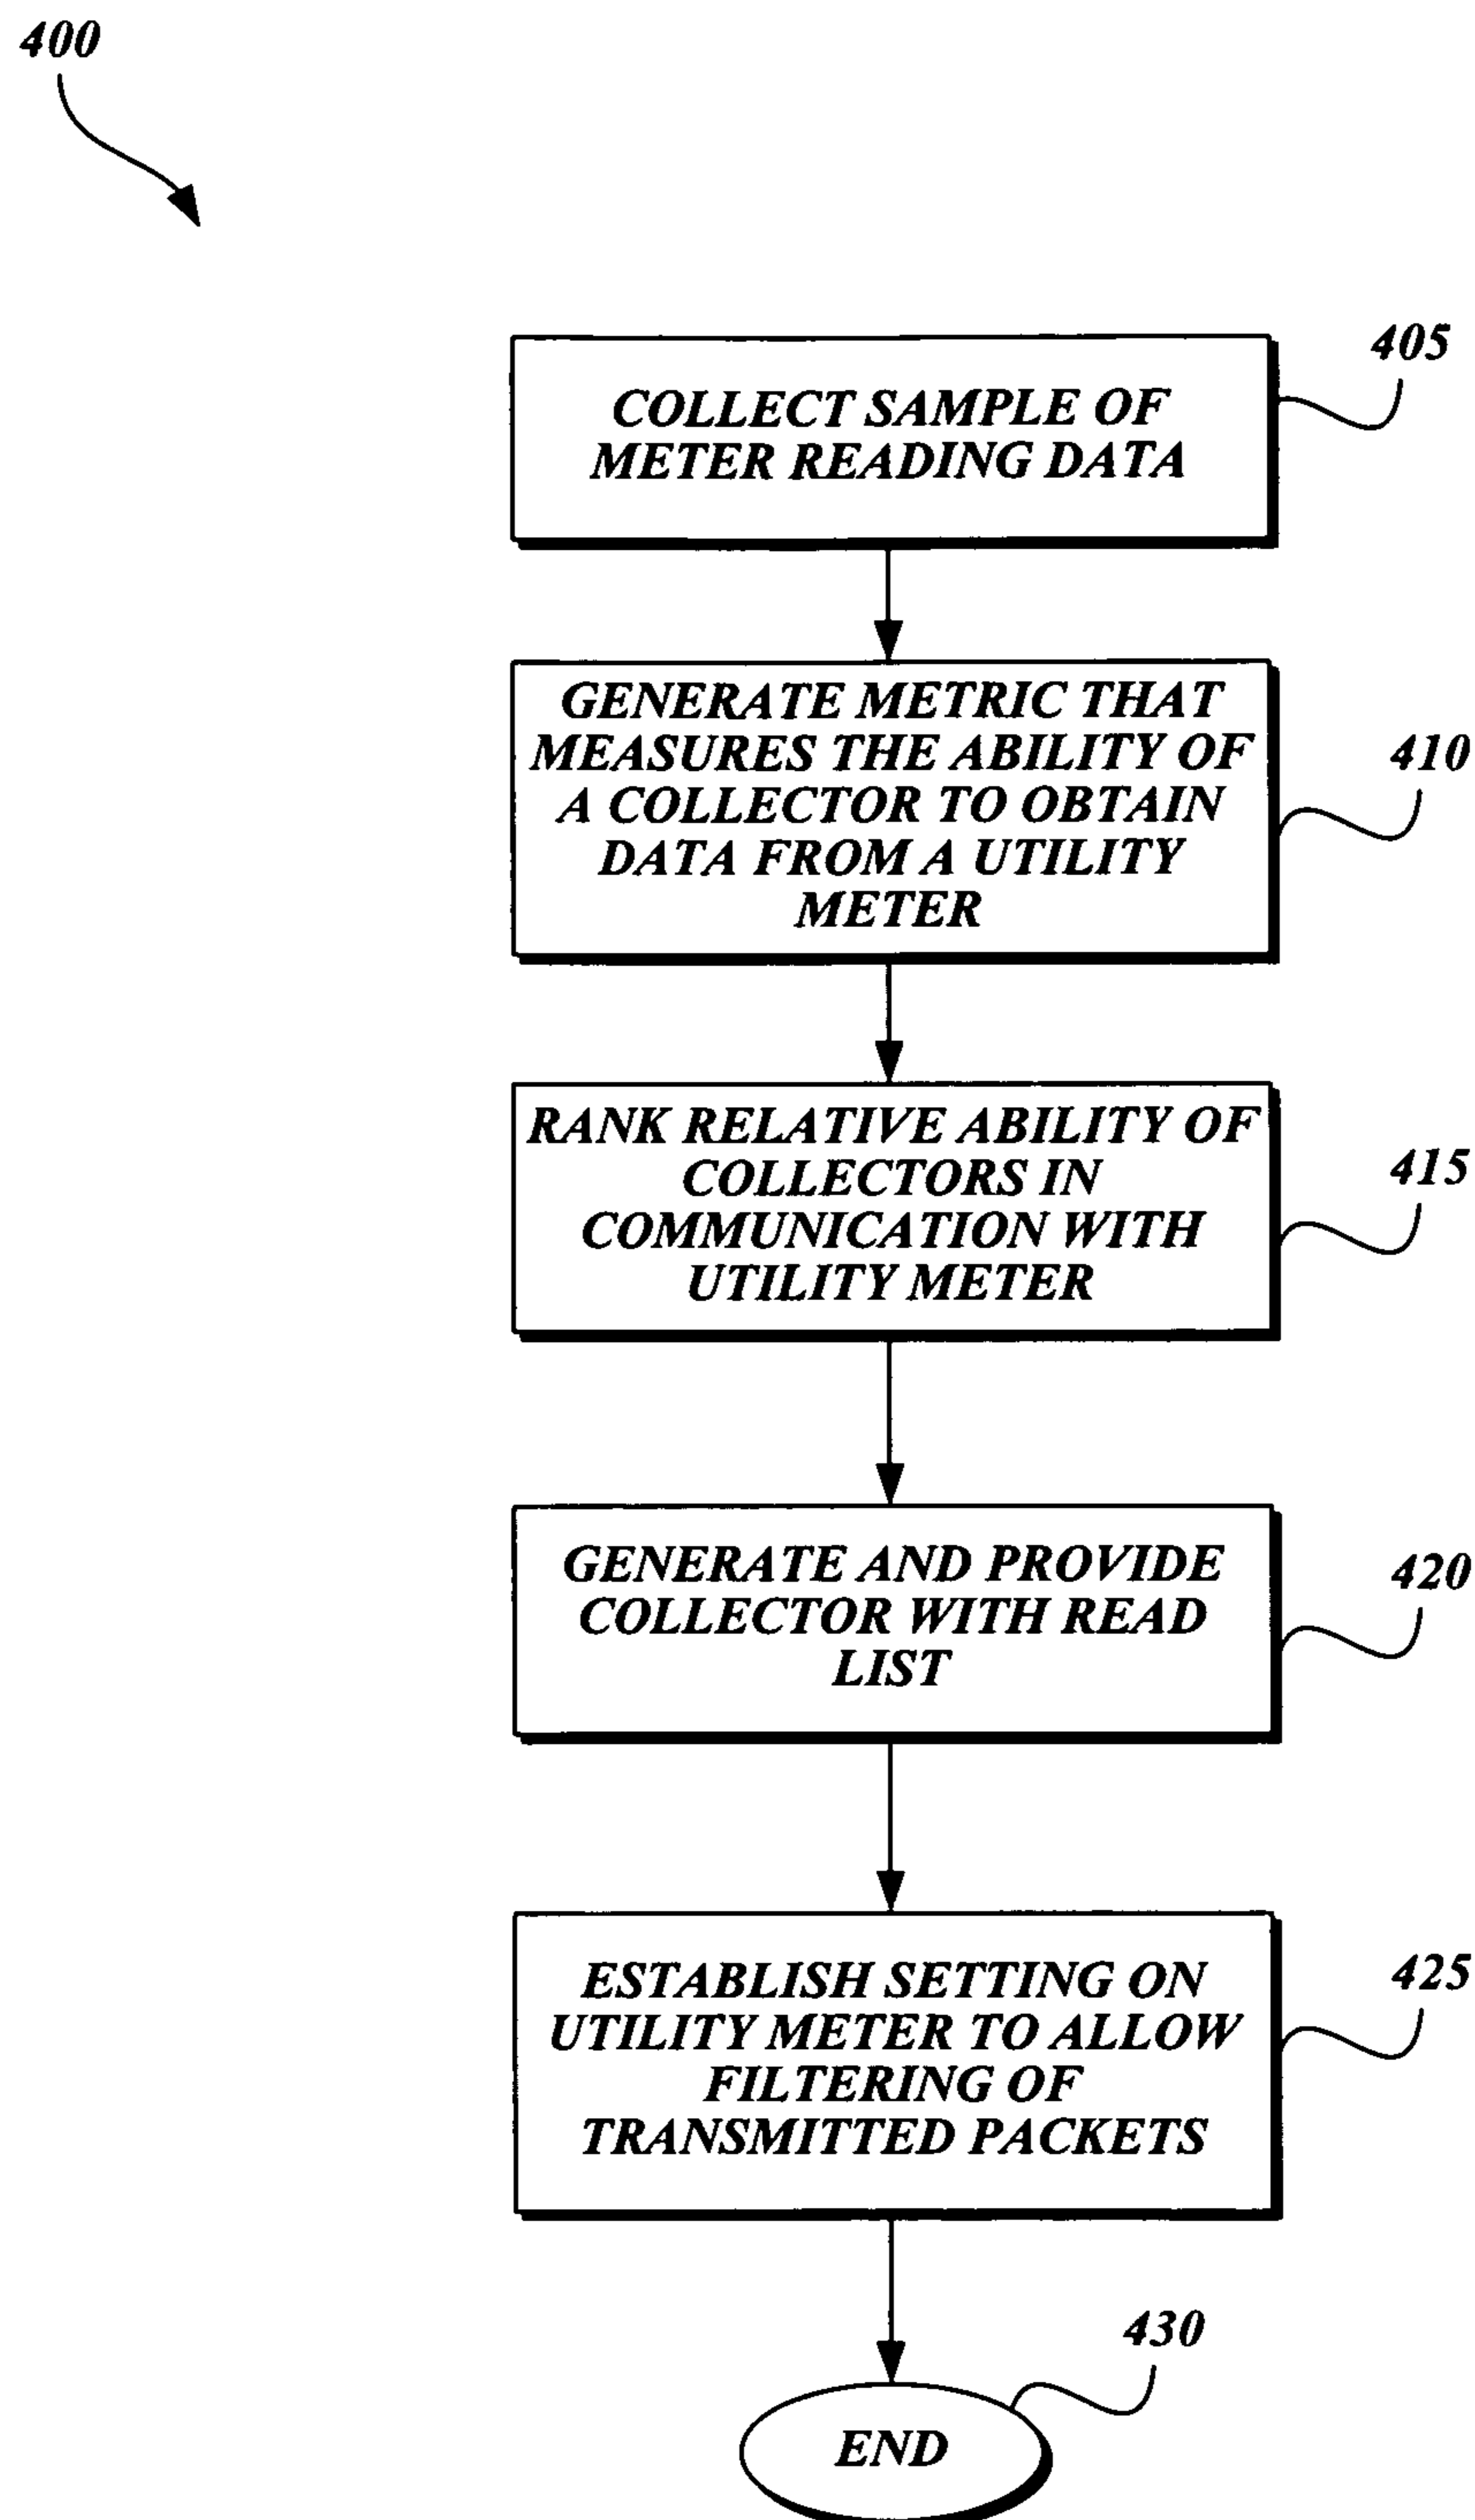 400
405
COLLECT SAMPLE OF
METER READING DATA
GENERATE METRIC THAT
MEASURES THE ABILITY OF
A COLLECTOR TO OBTAIN
DATA FROM A UTILITY
METER
410
RANK RELATIVE ABILITY OF
COLLECTORS IN
COMMUNICATION WITH
UTILITY METER
415
GENERATE AND PROVIDE
COLLECTOR WITH READ
LIST
420
ESTABLISH SETTING ON
UTILITY METER TO ALLOW
FILTERING OF
TRANSMITTED PACKETS
425
430
END